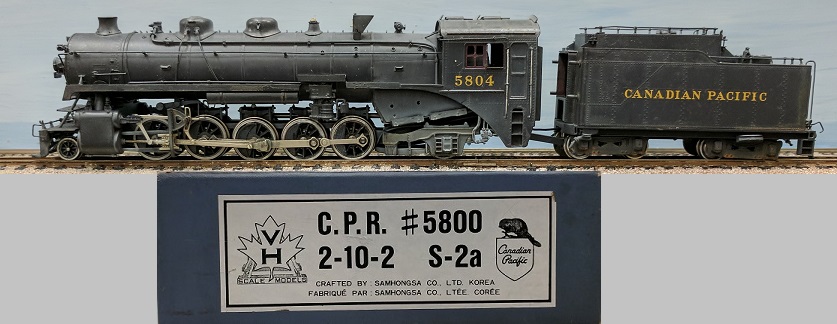 5804
CANADIAN PACIFIC
C.P.R. #5800
2-10-2 S-2a
VH
SCALE MODELS
Canadian
Pacific
CRAFTED BY : SAMHONGSA CO., LTD. KOREA
FABRIQUÉ PAR : SAMHONGSA CO., LTÉE CORÉE